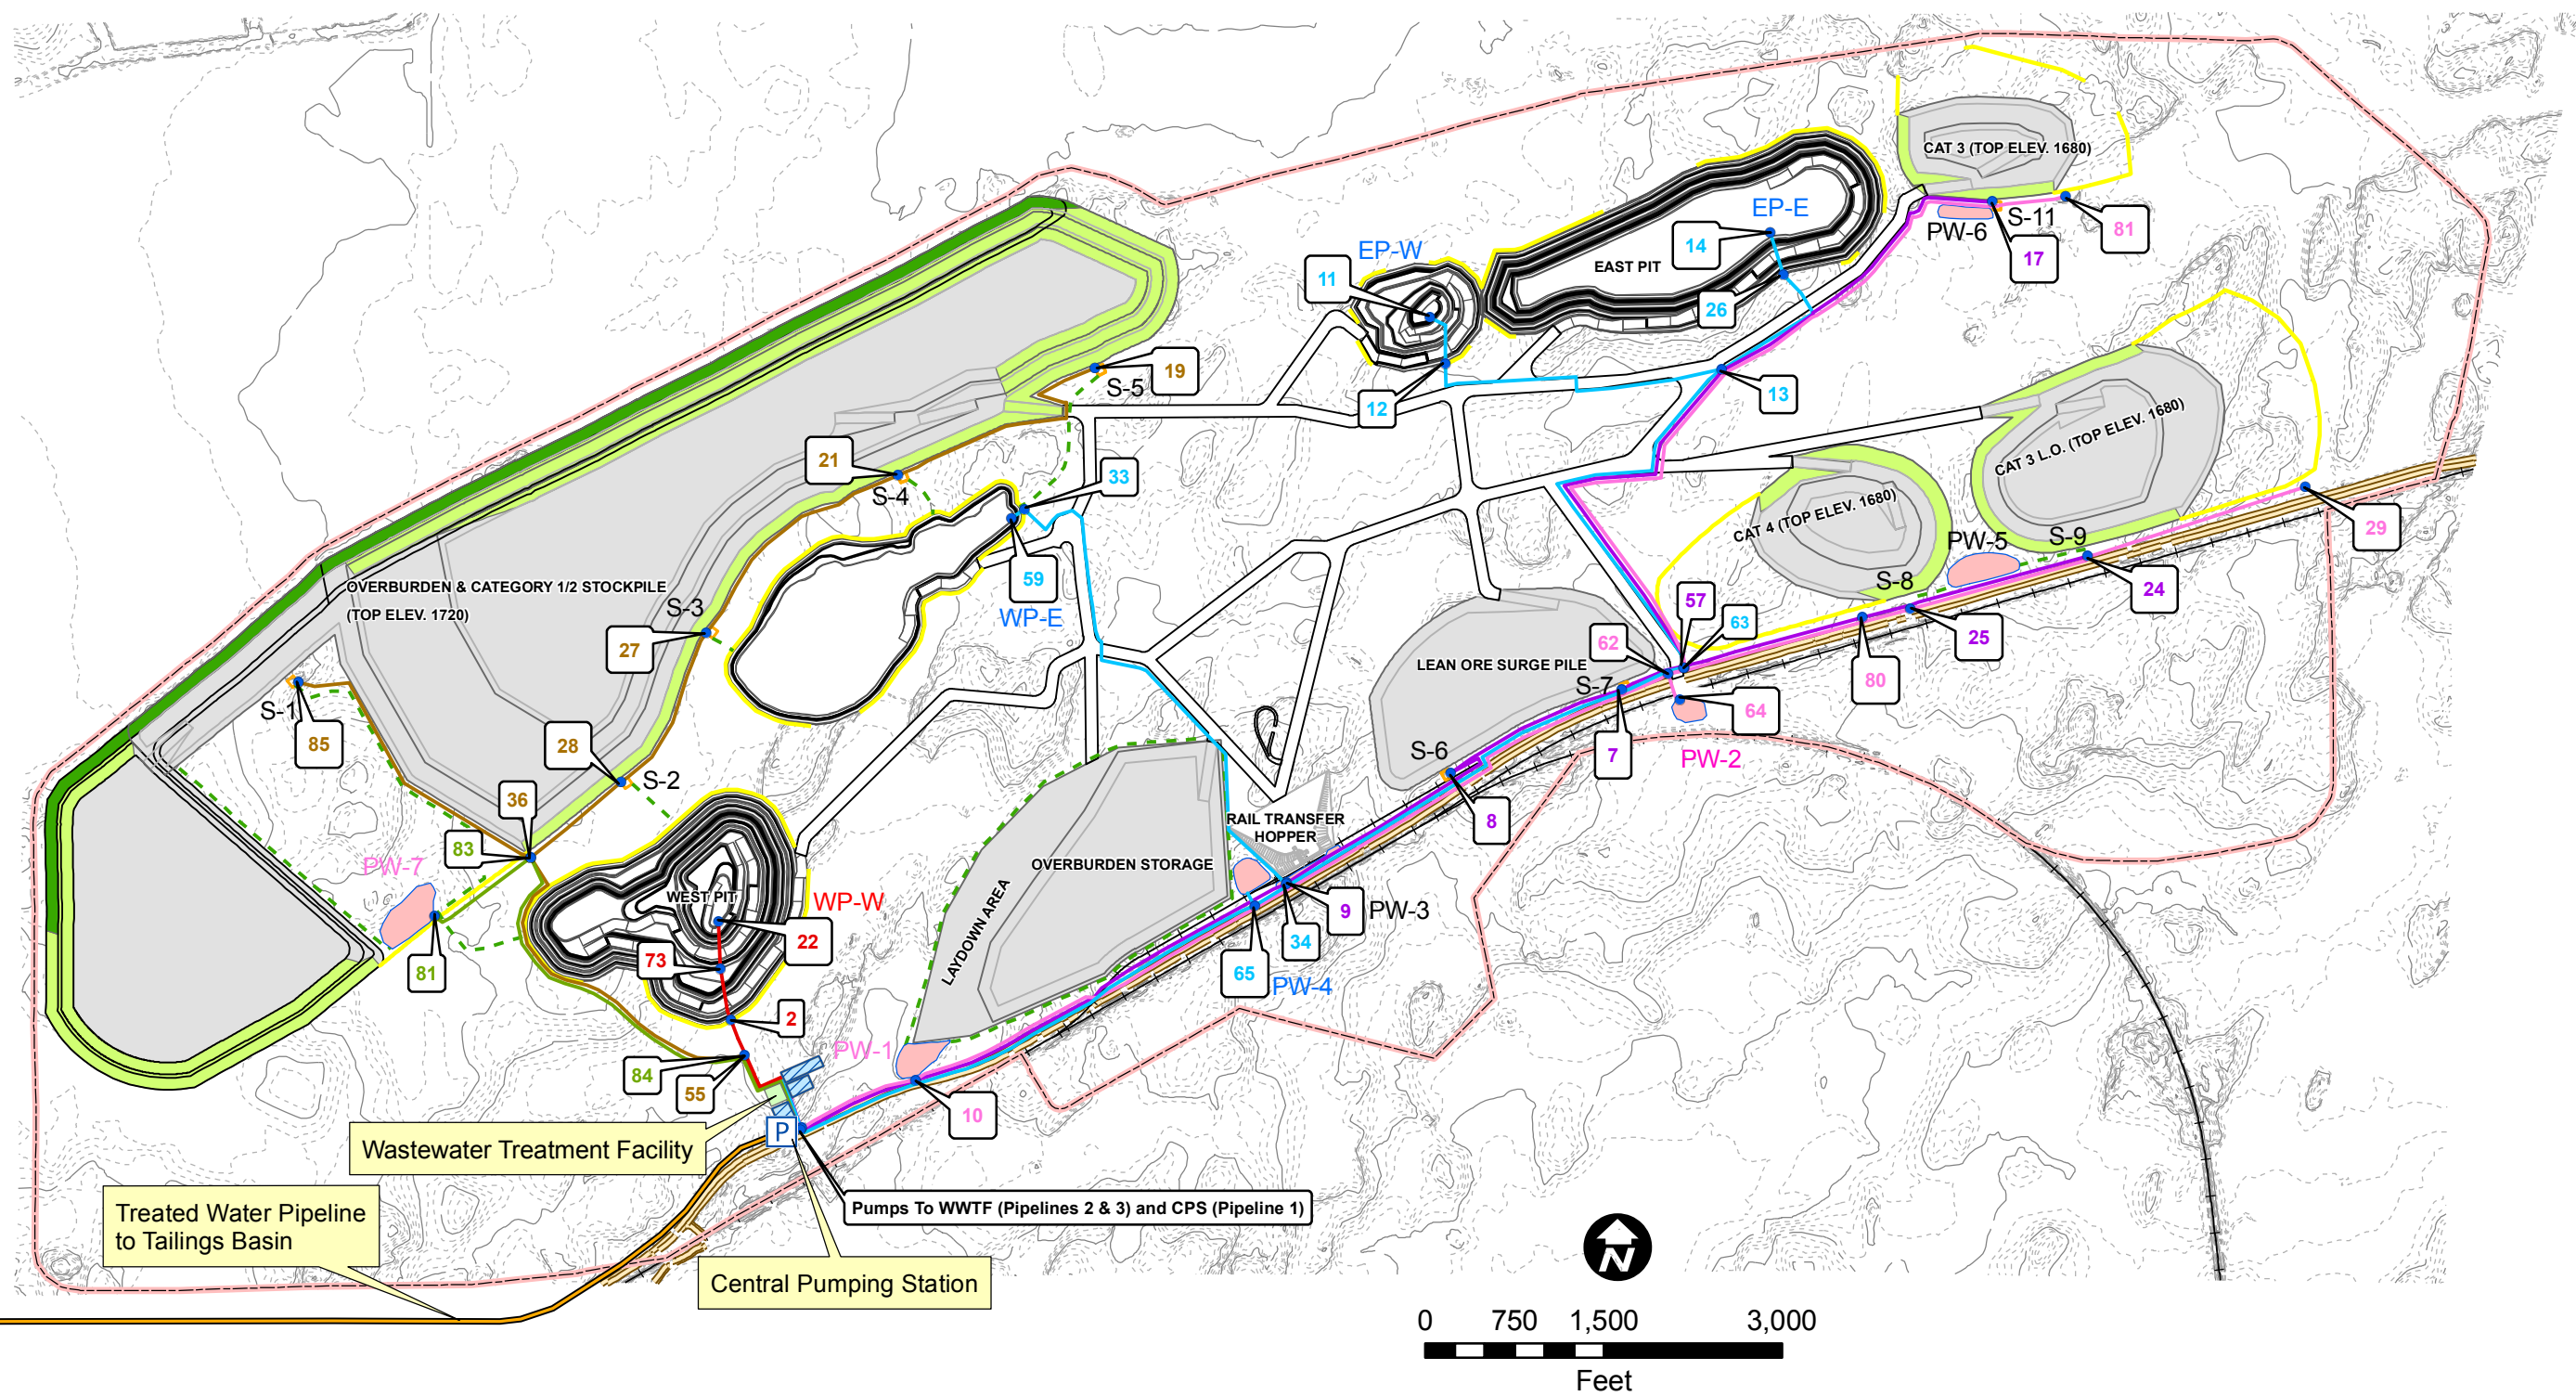 CAT 3 (TOP ELEV. 1680)
EP-E
S-11
PW-6
81
17
14
EAST PIT
EP-W
11
26
12
13
19
S-5
21
S-4
33
CAT 3 L.O. (TOP ELEV. 1680)
CAT 4 (TOP ELEV. 1680)
29
PW-5
S-9
24
S-8
25
59
WP-E
OVERBURDEN & CATEGORY 1/2 STOCKPILE
(TOP ELEV. 1720)
S-3
27
57
63
62
LEAN ORE SURGE PILE
S-7
80
64
7
PW-2
S-1
85
28
S-2
S-6
8
36
83
PW-7
81
RAIL TRANSFER
HOPPER
OVERBURDEN STORAGE
LAYDOWN AREA
WEST PIT
WP-W
22
73
2
9
PW-3
34
65
PW-4
PW-1
84
55
10
P
Wastewater Treatment Facility
Treated Water Pipeline
to Tailings Basin
Pumps To WWTF (Pipelines 2 & 3) and CPS (Pipeline 1)
Central Pumping Station
N
0 750 1,500 3,000
Feet